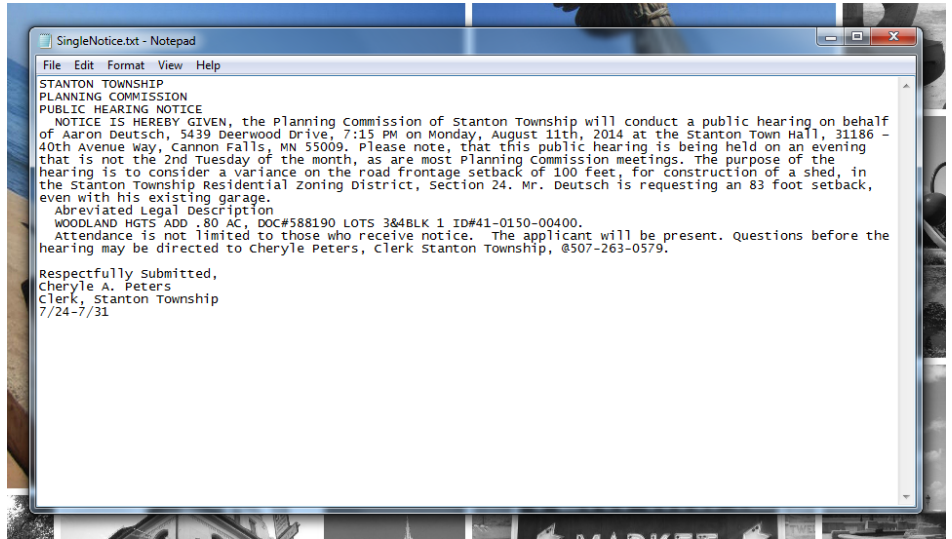 SingleNotice.txt - Notepad
File Edit Format View Help
STANTON TOWNSHIP
PLANNING COMMISSION
PUBLIC HEARING NOTICE
NOTICE IS HEREBY GIVEN, the Planning Commission of Stanton Township will conduct a public hearing on behalf
of Aaron Deutsch, 5439 Deerwood Drive, 7:15 PM on Monday, August 11th, 2014 at the Stanton Town Hall, 31186 –
40th Avenue Way, Cannon Falls, MN 55009. Please note, that this public hearing is being held on an evening
that is not the 2nd Tuesday of the month, as are most Planning Commission meetings. The purpose of the
hearing is to consider a variance on the road frontage setback of 100 feet, for construction of a shed, in
the Stanton Township Residential Zoning District, Section 24. Mr. Deutsch is requesting an 83 foot setback,
even with his existing garage.
Abreviated Legal Description
WOODLAND HGTS ADD .80 AC, DOC#588190 LOTS 3&4BLK 1 ID#41-0150-00400.
Attendance is not limited to those who receive notice.  The applicant will be present. Questions before the
hearing may be directed to Cheryle Peters, Clerk Stanton Township, @507-263-0579.
Respectfully Submitted,
Cheryle A. Peters
Clerk, Stanton Township
7/24-7/31
MARKET